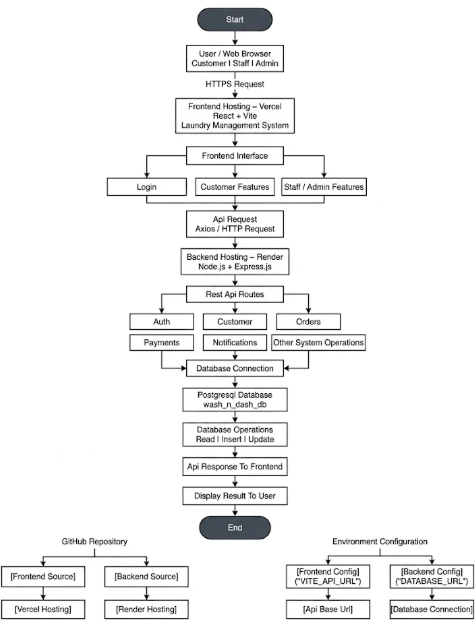 Start
User / Web Browser
Customer I Staff I Admin
HTTPS Request
Frontend Hosting – Vercel
React + Vite
Laundry Management System
Frontend Interface
Login
Customer Features
Staff / Admin Features
Api Request
Axios / HTTP Request
Backend Hosting – Render
Node.js + Express.js
Rest Api Routes
Auth
Customer
Orders
Payments
Notifications
Other System Operations
Database Connection
Postgresql Database
wash_n_dash_db
Database Operations
Read I Insert I Update
Api Response To Frontend
Display Result To User
End
GitHub Repository
Environment Configuration
[Frontend Source]
[Backend Source]
[Frontend Config]
("VITE_API_URL")
[Backend Config]
("DATABASE_URL")
[Vercel Hosting]
[Render Hosting]
[Api Base Url]
[Database Connection]